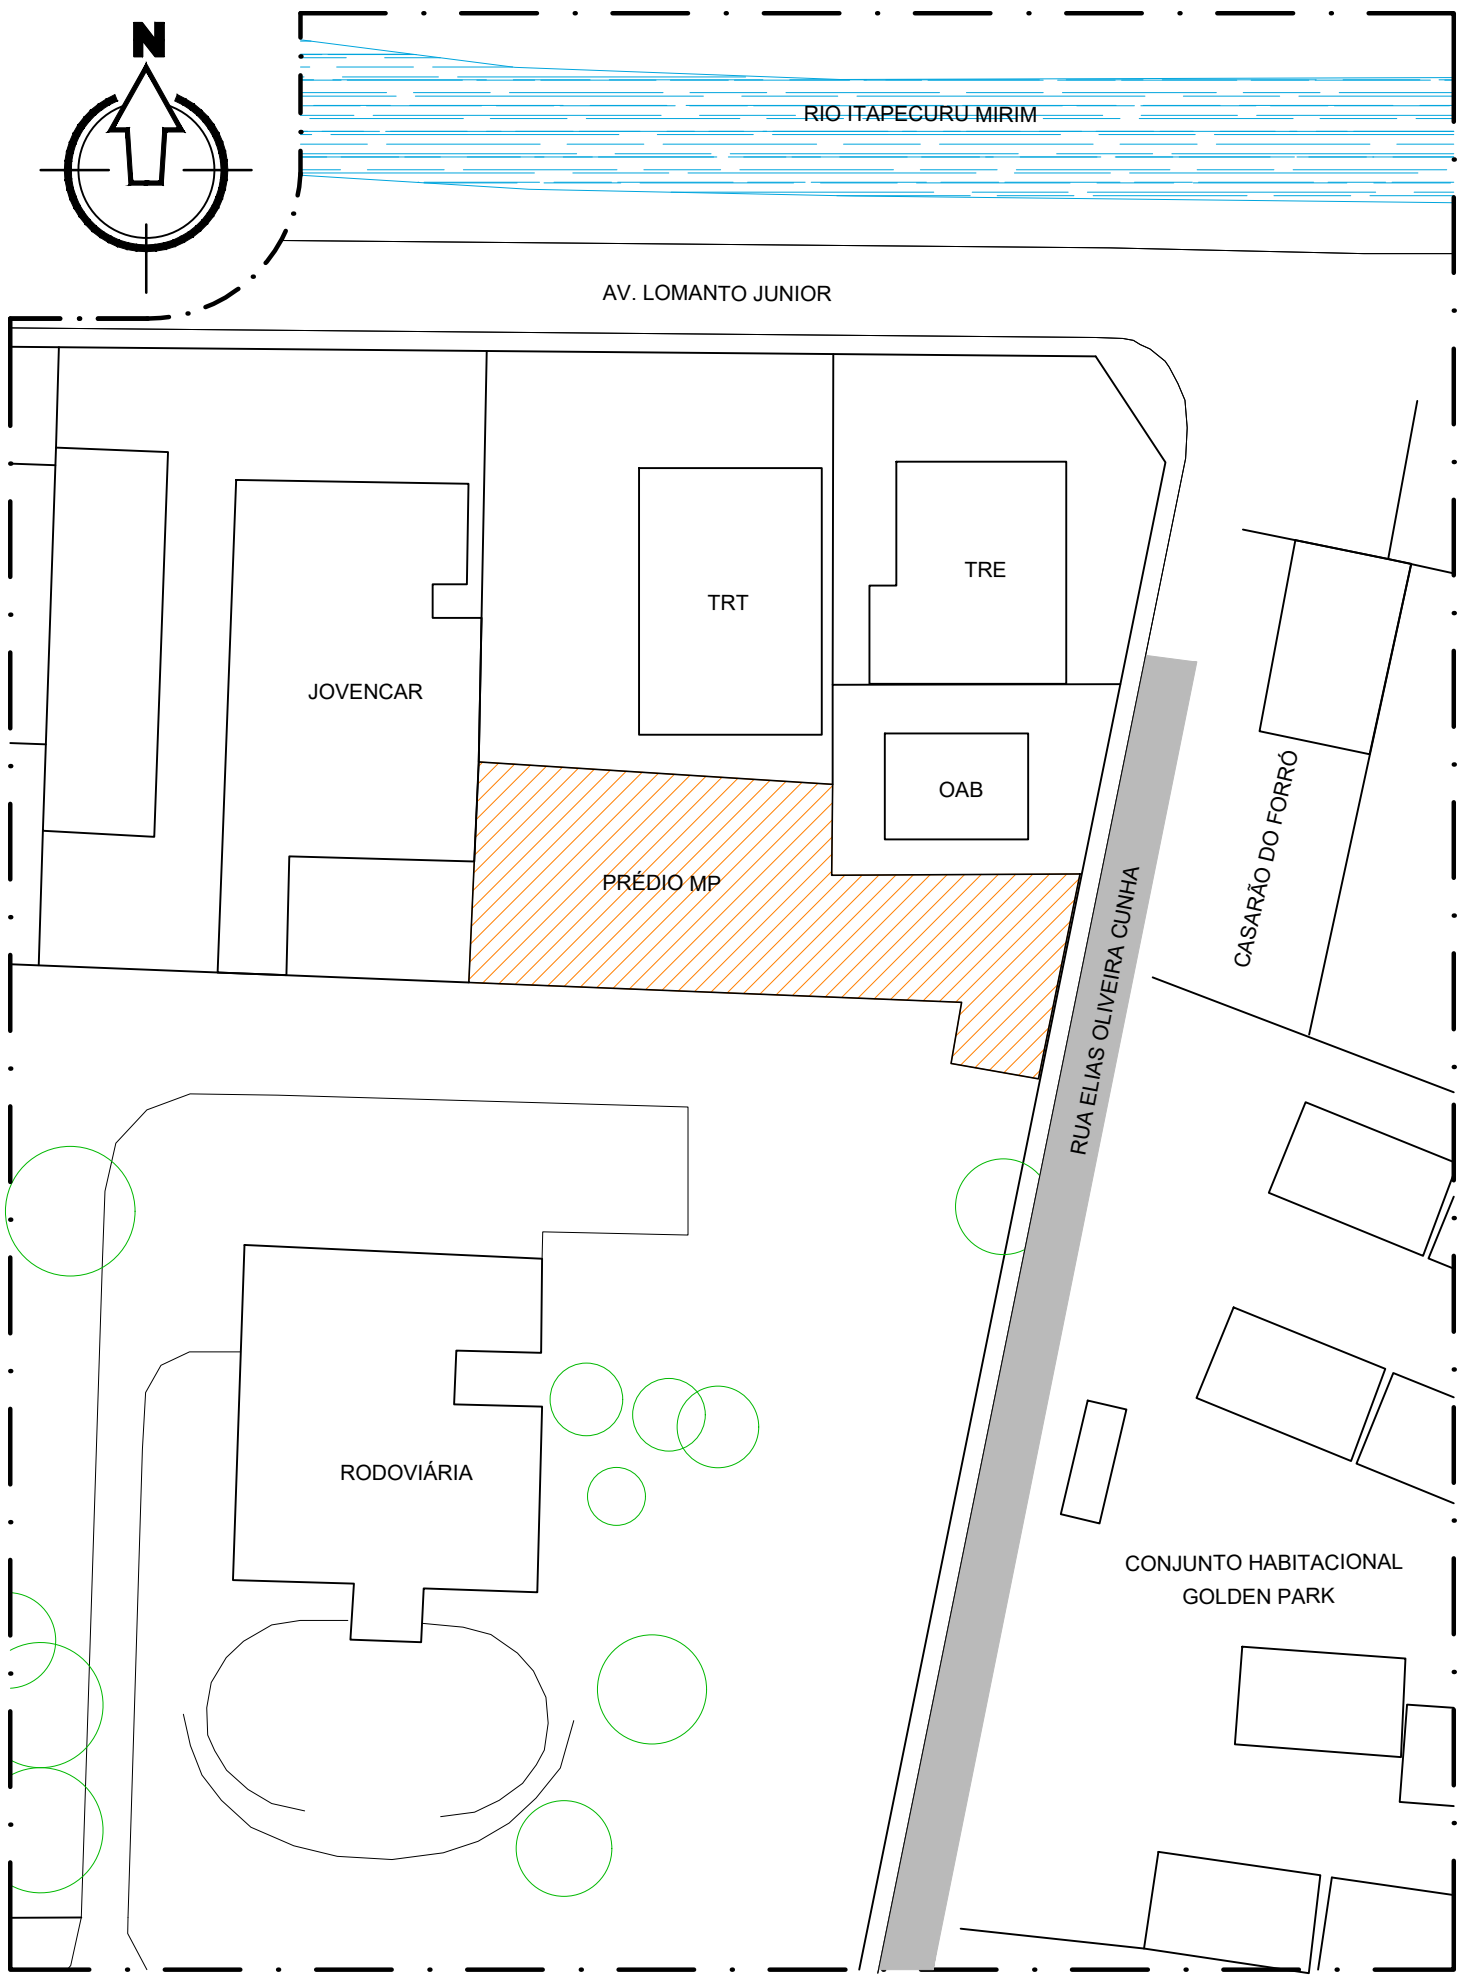 N
RIO ITAPECURU MIRIM
AV. LOMANTO JUNIOR
TRE
TRT
JOVENCAR
OAB
PRÉDIO MP
CASARÃO DO FORRÓ
RUA ELIAS OLIVEIRA CUNHA
RODOVIÁRIA
CONJUNTO HABITACIONAL
GOLDEN PARK